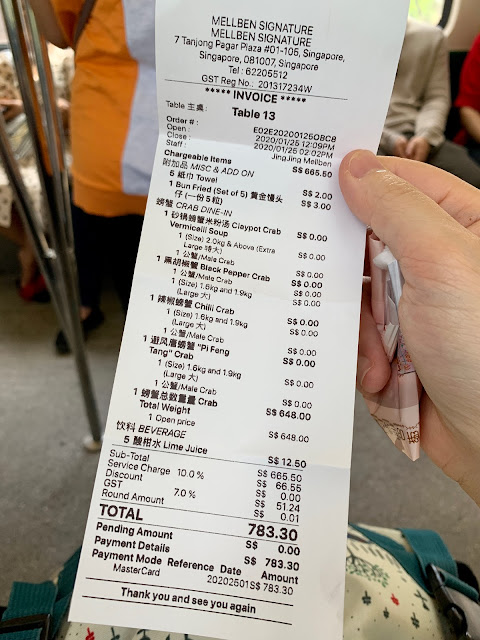 MELLBEN SIGNATURE
MELLBEN SIGNATURE
7 Tanjong Pagar Plaza #01-105, Singapore,
Singapore, 081007, Singapore
Tel : 62205512
GST Reg No.: 201317234W
***** INVOICE *****
Table 主桌: Table 13
Order # : E02E20200125OBC8
Open : 2020/01/25 12:09PM
Close : 2020/01/25 02:02PM
Staff : JingJing Mellben
Chargeable Items S$ 665.50
附加品 MISC & ADD ON
6 紙巾 Towel S$ 2.00
1 Bun Fried (Set of 5) 黄金馒头
仔 (一份5粒) S$ 3.00
螃蟹 CRAB DINE-IN
1 砂锅螃蟹米粉汤 Claypot Crab
Vermicelli Soup S$ 0.00
1 (Size) 2.0kg & Above (Extra
Large 特大) S$ 0.00
1 公蟹/Male Crab S$ 0.00
1 黑胡椒蟹 Black Pepper Crab S$ 0.00
1 公蟹/Male Crab S$ 0.00
1 (Size) 1.6kg and 1.9kg
(Large 大) S$ 0.00
1 辣椒螃蟹 Chilli Crab S$ 0.00
1 (Size) 1.6kg and 1.9kg
(Large 大) S$ 0.00
1 公蟹/Male Crab S$ 0.00
1 避风塘螃蟹 "Pi Feng
Tang" Crab S$ 0.00
1 (Size) 1.6kg and 1.9kg
(Large 大) S$ 0.00
1 公蟹/Male Crab S$ 0.00
1 螃蟹总数重量 Crab
Total Weight S$ 648.00
1 Open price S$ 648.00
饮料 BEVERAGE
5 酸柑水 Lime Juice S$ 12.50
Sub-Total S$ 665.50
Service Charge 10.0 % S$ 66.55
Discount S$ 0.00
GST 7.0 % S$ 51.24
Round Amount S$ 0.01
TOTAL 783.30
Pending Amount S$ 0.00
Payment Details S$ 783.30
Payment Mode Reference Date Amount
MasterCard 20202501S$ 783.30
Thank you and see you again